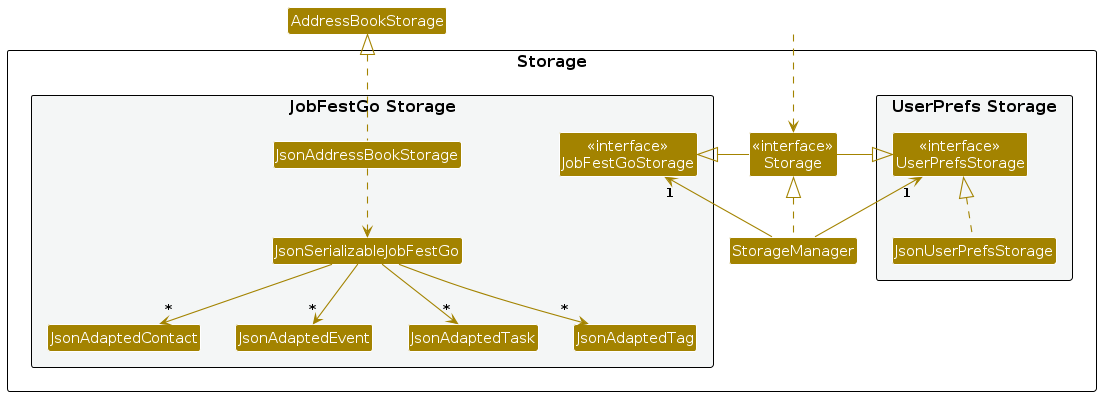 AddressBookStorage
Storage
JobFestGo Storage
UserPrefs Storage
JsonAddressBookStorage
«interface»
JobFestGoStorage
«interface»
Storage
«interface»
UserPrefsStorage
1
1
JsonSerializableJobFestGo
StorageManager
JsonUserPrefsStorage
*
*
*
*
JsonAdaptedContact
JsonAdaptedEvent
JsonAdaptedTask
JsonAdaptedTag